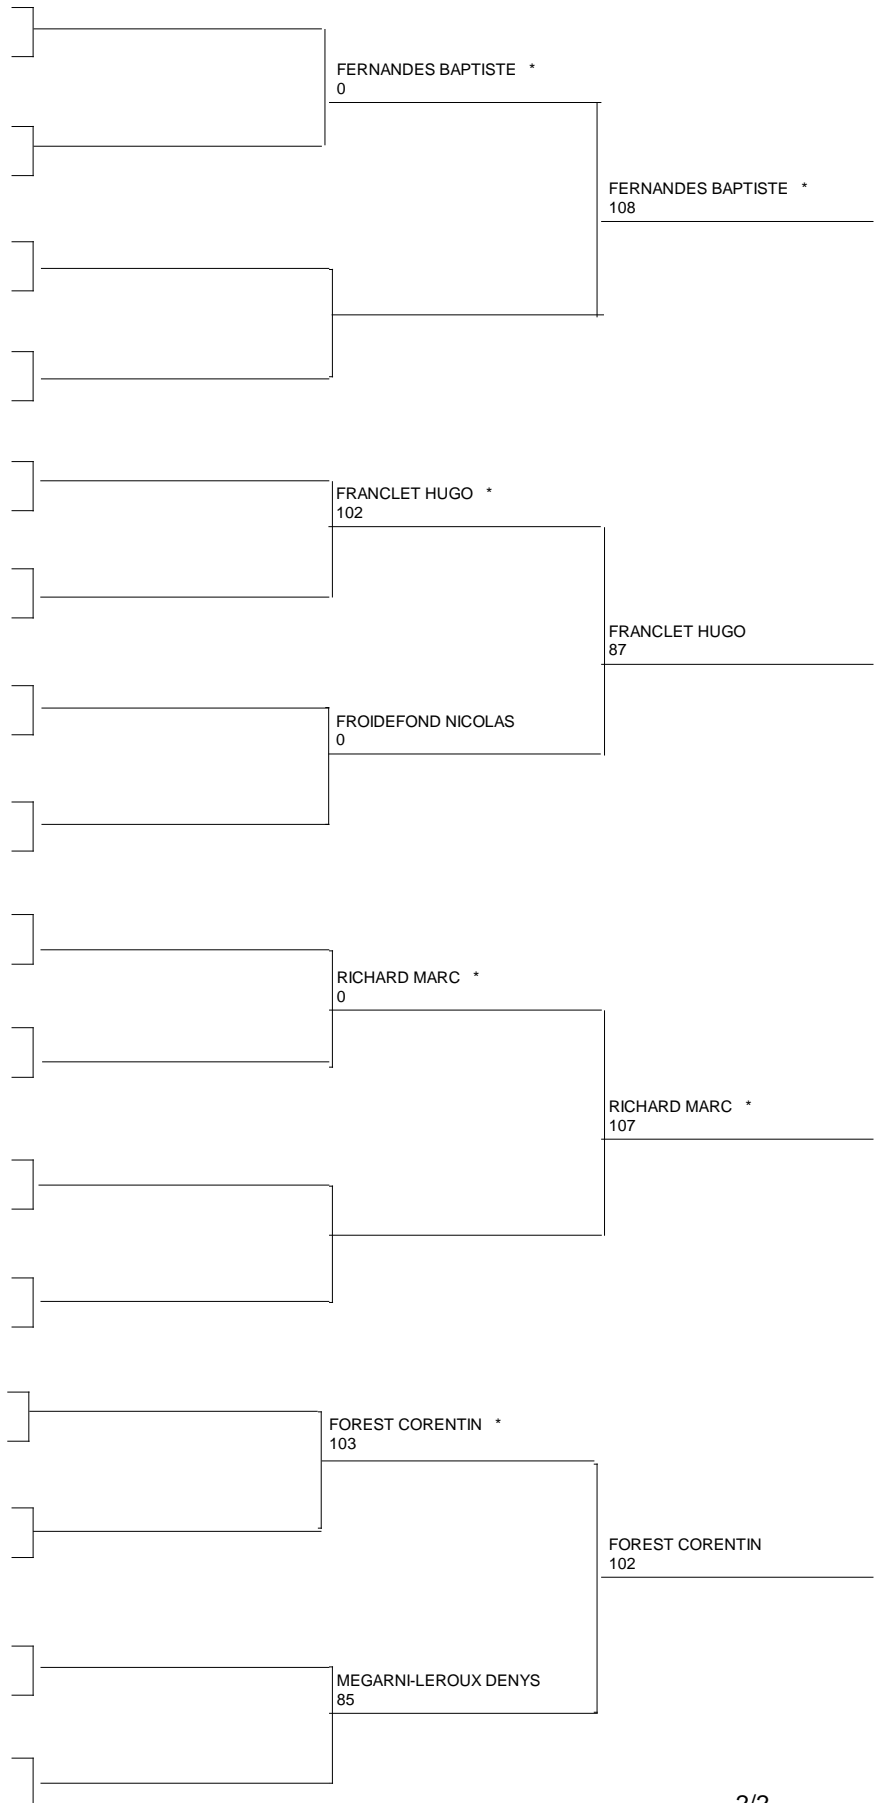 FERNANDES BAPTISTE *
0
FERNANDES BAPTISTE *
108
FRANCLET HUGO *
102
FRANCLET HUGO
87
FROIDEFOND NICOLAS
0
RICHARD MARC *
0
RICHARD MARC *
107
FOREST CORENTIN *
103
FOREST CORENTIN
102
MEGARNI-LEROUX DENYS
85